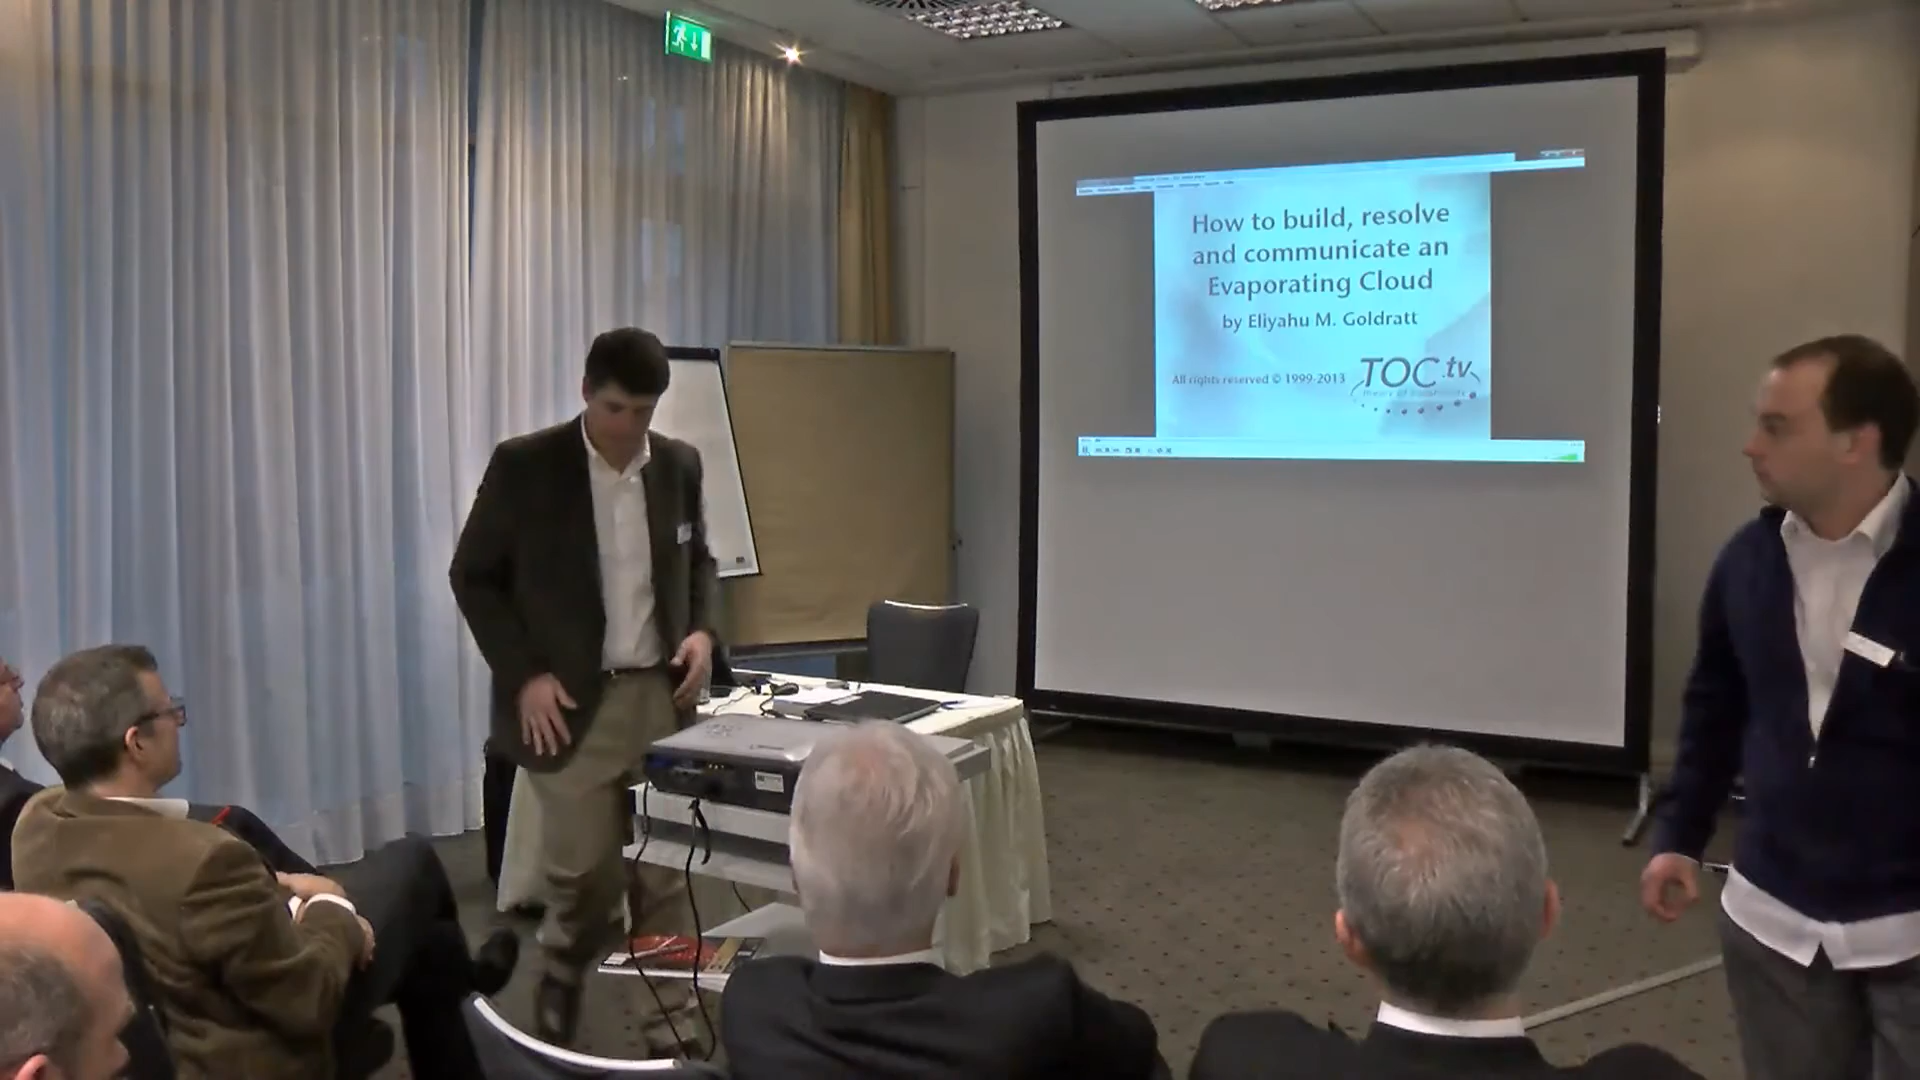 How to build, resolve
and communicate an
Evaporating Cloud
by Eliyahu M. Goldratt
All rights reserved © 1999-2013
TOC.tv